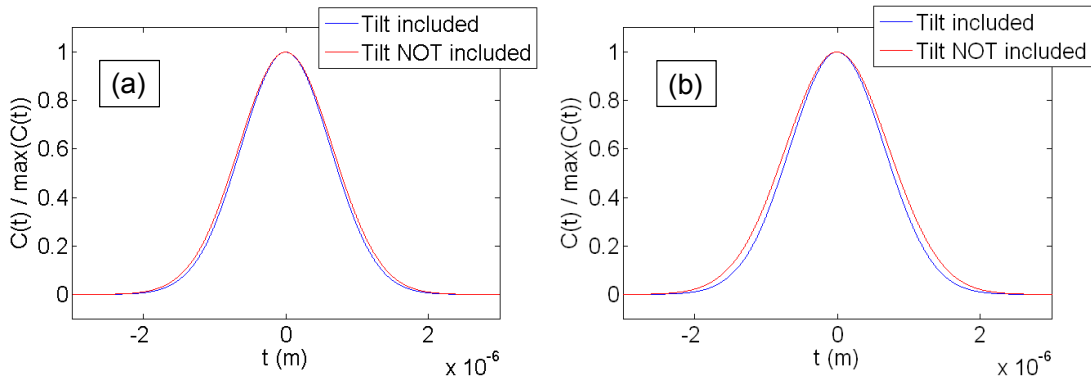 Tilt included
Tilt NOT included
(a)
C(t) / max(C(t))
1
0.8
0.6
0.4
0.2
0
-2
0
2
t (m)
x 10^-6
Tilt included
Tilt NOT included
(b)
C(t) / max(C(t))
1
0.8
0.6
0.4
0.2
0
-2
0
2
t (m)
x 10^-6